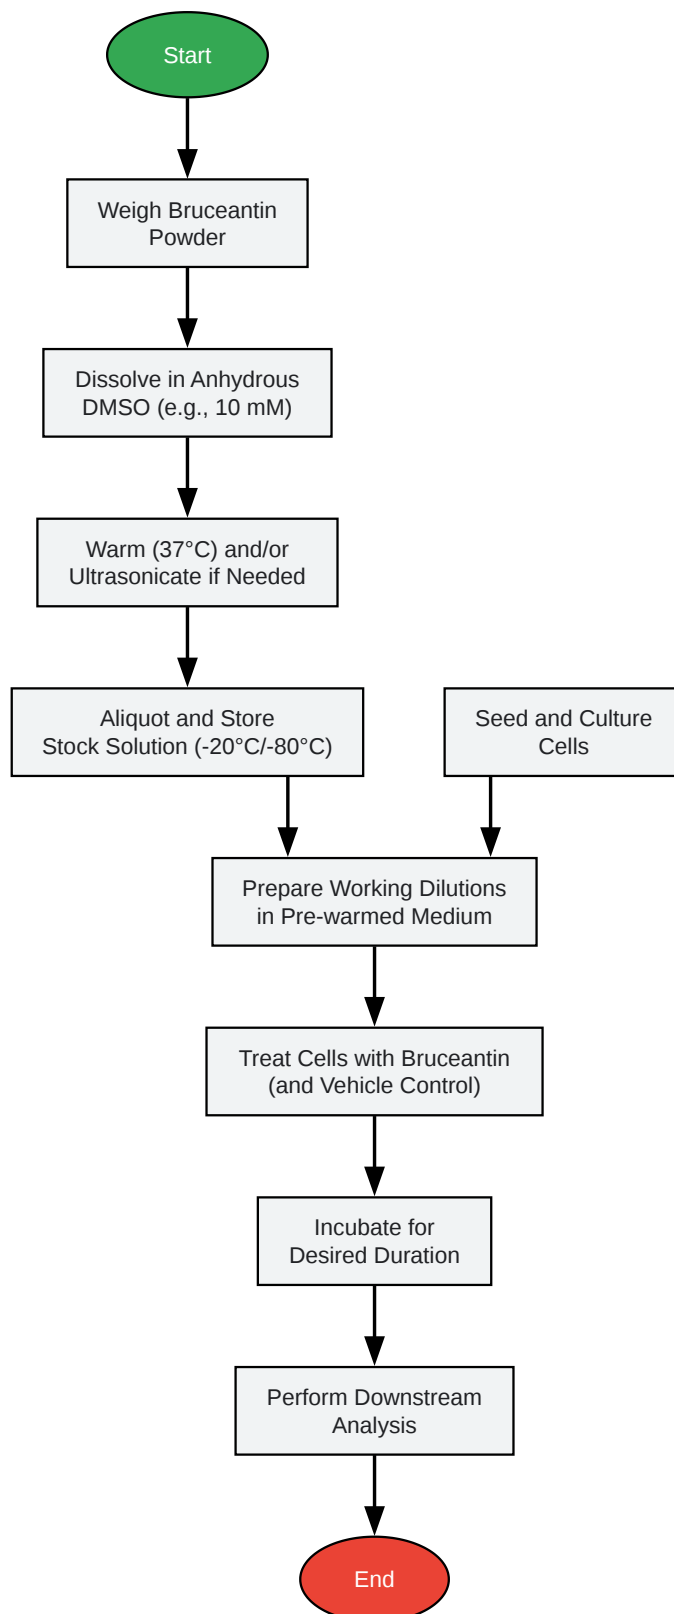 Start
Weigh Bruceantin
Powder
Dissolve in Anhydrous
DMSO (e.g., 10 mM)
Warm (37°C) and/or
Ultrasonicate if Needed
Aliquot and Store
Stock Solution (-20°C/-80°C)
Seed and Culture
Cells
Prepare Working Dilutions
in Pre-warmed Medium
Treat Cells with Bruceantin
(and Vehicle Control)
Incubate for
Desired Duration
Perform Downstream
Analysis
End